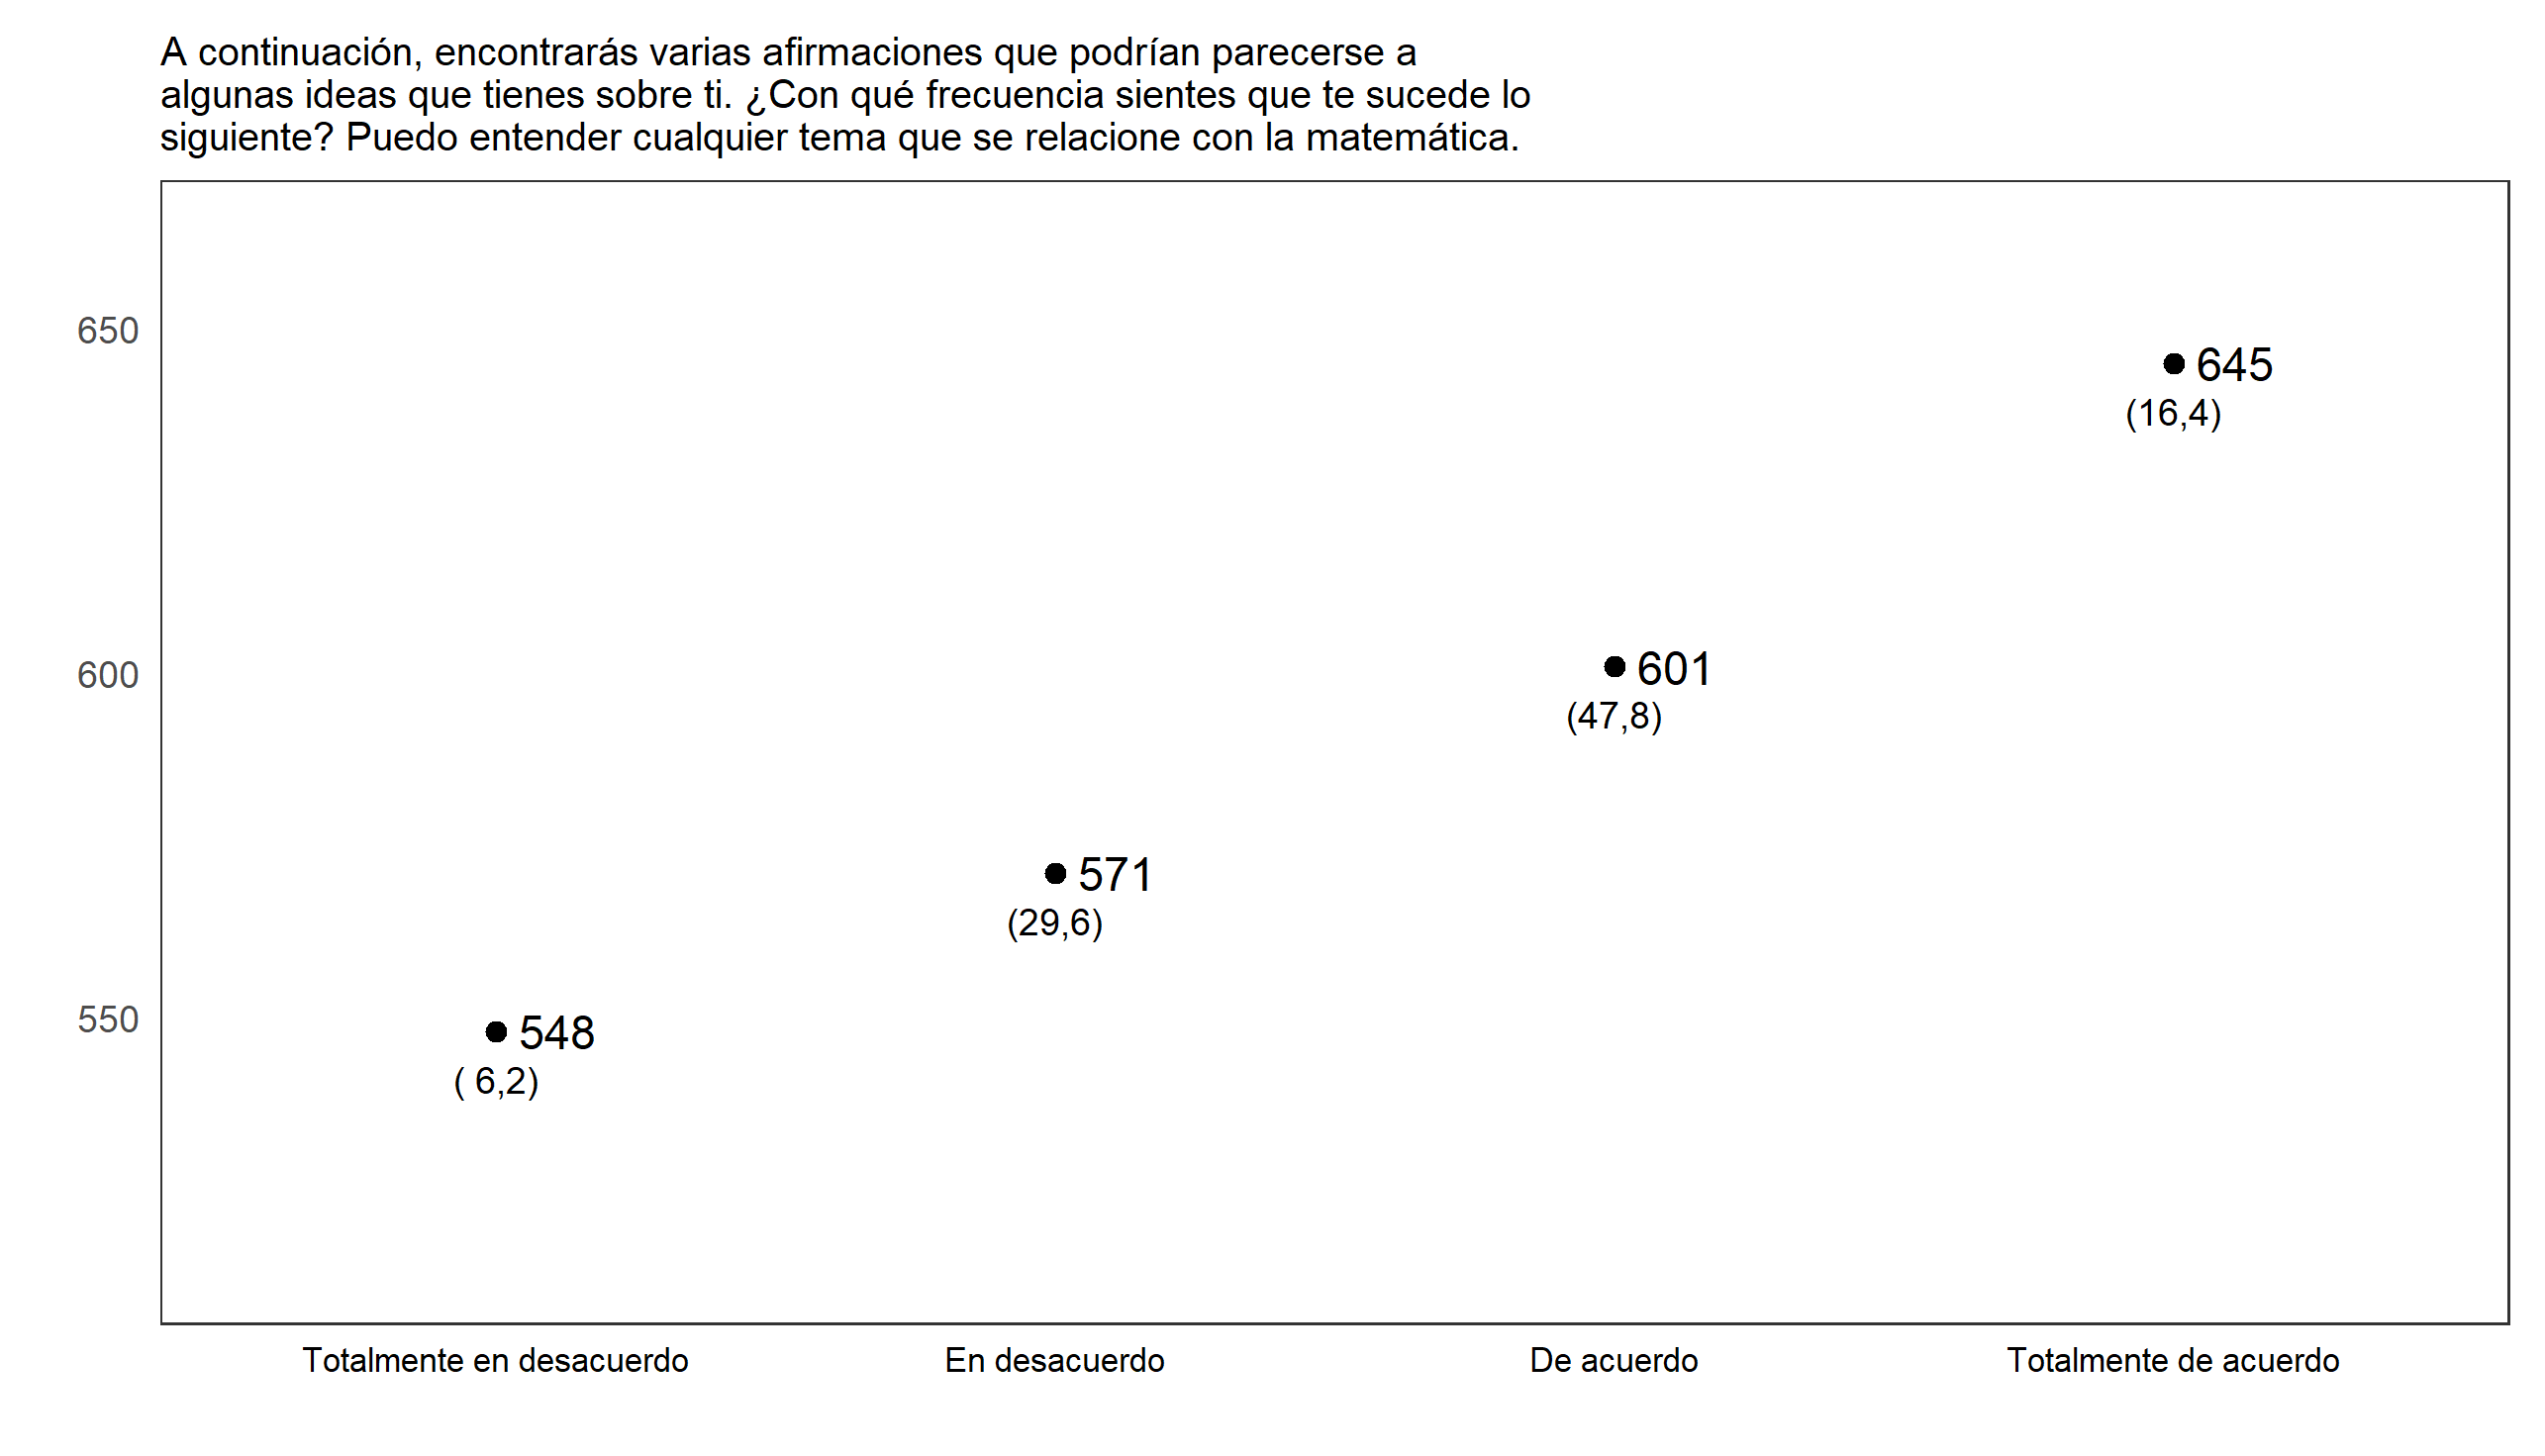 A continuación, encontrarás varias afirmaciones que podrían parecerse a
algunas ideas que tienes sobre ti. ¿Con qué frecuencia sientes que te sucede lo
siguiente? Puedo entender cualquier tema que se relacione con la matemática.
650
645
(16,4)
600
601
(47,8)
571
(29,6)
550
548
( 6,2)
Totalmente en desacuerdo
En desacuerdo
De acuerdo
Totalmente de acuerdo